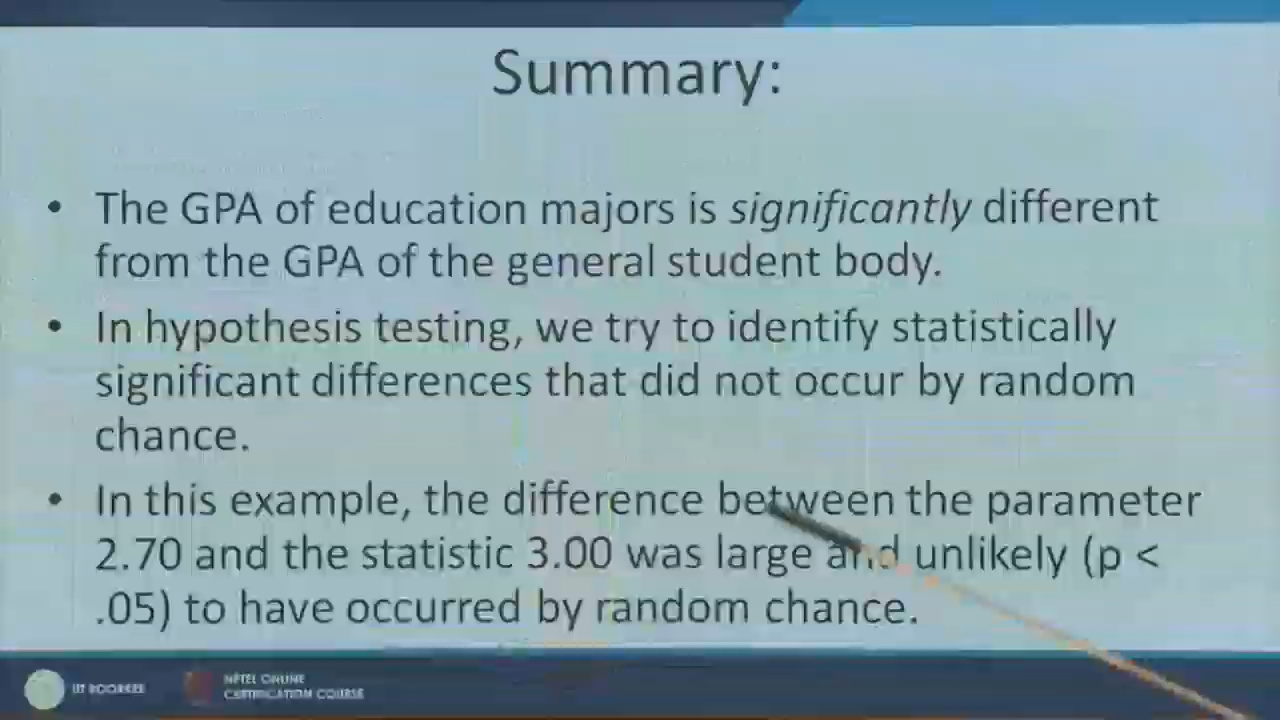 Summary:
• The GPA of education majors is significantly different
from the GPA of the general student body.
• In hypothesis testing, we try to identify statistically
significant differences that did not occur by random
chance.
• In this example, the difference between the parameter
2.70 and the statistic 3.00 was large and unlikely (p <
.05) to have occurred by random chance.
IIT ROORKEE
NPTEL ONLINE
CERTIFICATION COURSE